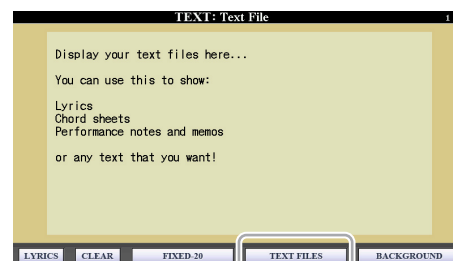 TEXT: Text File 1
Display your text files here...
You can use this to show:
Lyrics
Chord sheets
Performance notes and memos
or any text that you want!
LYRICS CLEAR FIXED-20 TEXT FILES BACKGROUND